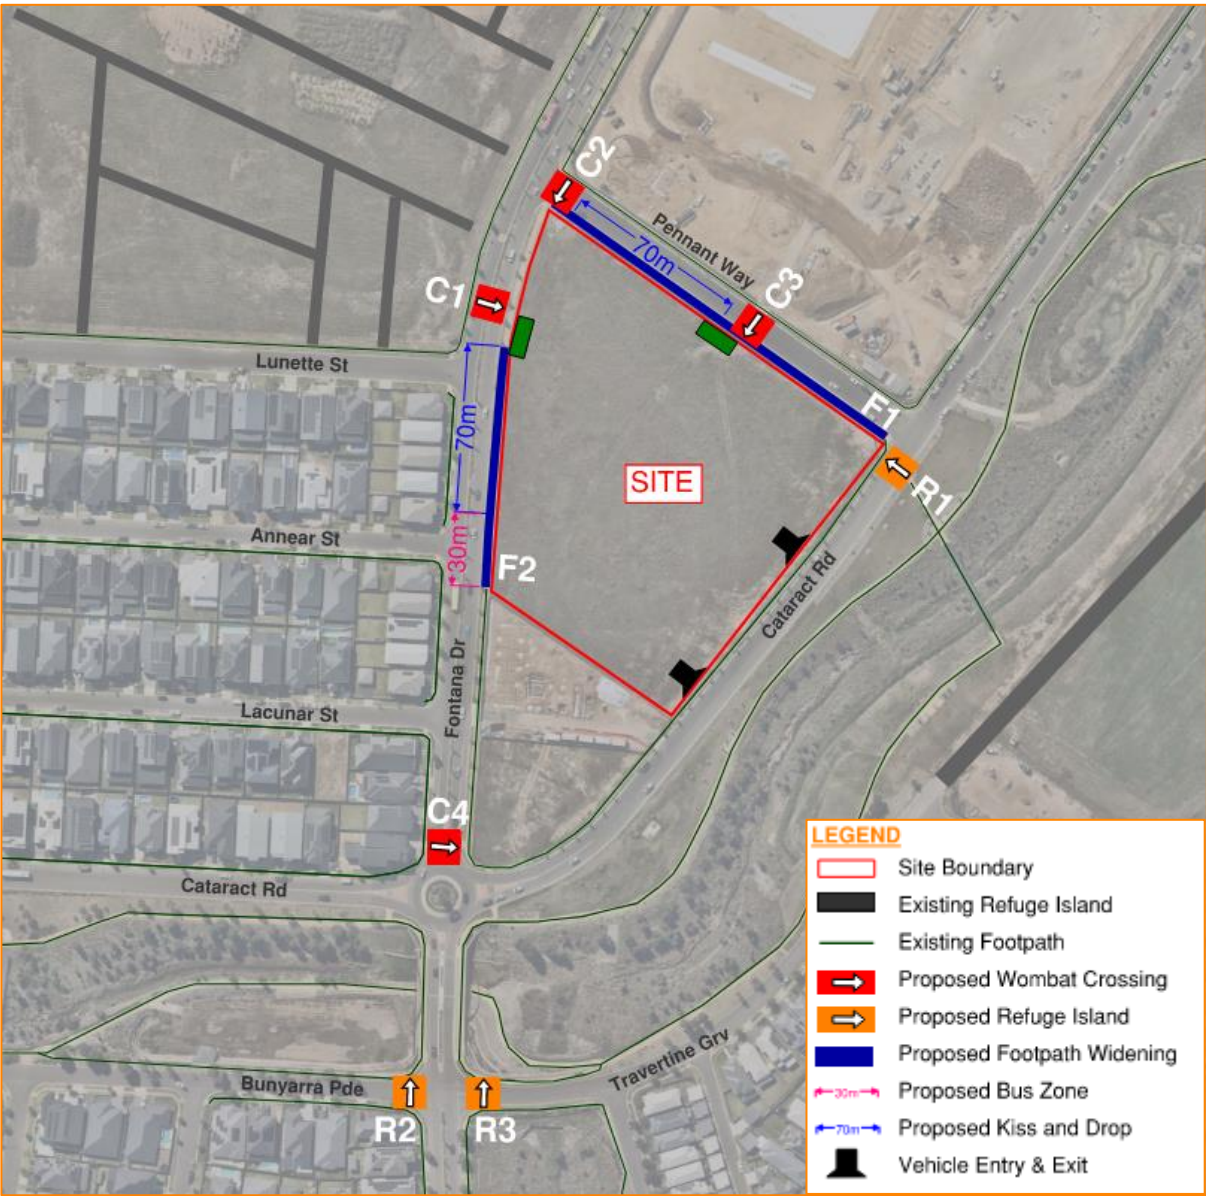 C2
Pennant Way
70m
C3
C1
Lunette St
70m
F1
SITE
R1
Annear St
30m
F2
Cataract Rd
Fontana Dr
Lacunar St
C4
Cataract Rd
Travertine Grv
Bunyarra Pde
R2
R3
LEGEND
Site Boundary
Existing Refuge Island
Existing Footpath
Proposed Wombat Crossing
Proposed Refuge Island
Proposed Footpath Widening
30m Proposed Bus Zone
70m Proposed Kiss and Drop
Vehicle Entry & Exit